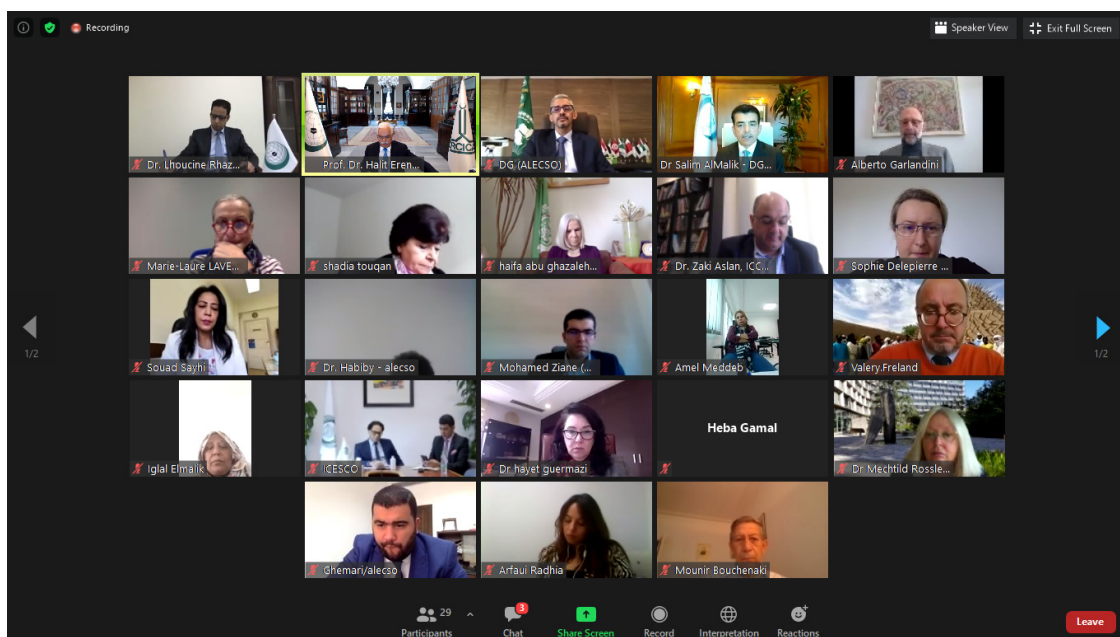 Recording
Speaker View
Exit Full Screen
Dr. Lhoucine Rhaz...
Prof. Dr. Halit Eren...
DG (ALECSO)
Dr Salim AlMalik - DG...
Alberto Garlandini
RCICA
Marie-Laure LAVE...
shadia touqan
haifa abu ghazaleh...
Dr. Zaki Aslan, ICC...
Sophie Delepierre ...
Souad Sayhi
Dr. Habiby - alecso
Mohamed Ziane (...
Amel Meddeb
Valery.Freland
1/2
1/2
Iglal Elmalik
ICESCO
Dr hayet guermazi
Heba Gamal
Dr Mechtild Rossle...
Ghemari/alecso
Arfaui Radhia
Mounir Bouchenaki
29
3
Participants
Chat
Share Screen
Record
Interpretation
Reactions
Leave